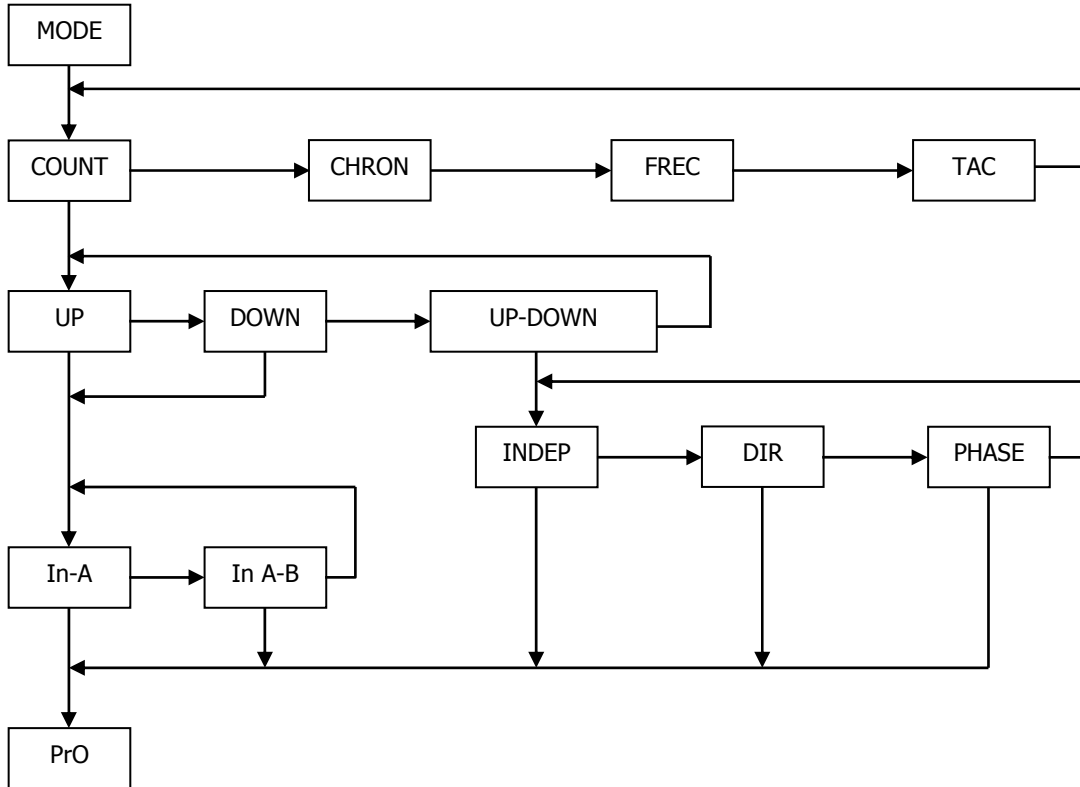 MODE
COUNT
CHRON
FREC
TAC
UP
DOWN
UP-DOWN
INDEP
DIR
PHASE
In-A
In A-B
PrO